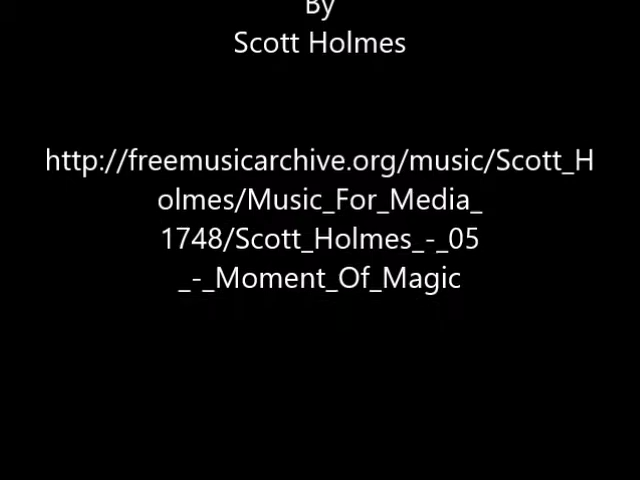 By
Scott Holmes
http://freemusicarchive.org/music/Scott_H
olmes/Music_For_Media_
1748/Scott_Holmes_-_05
_-_Moment_Of_Magic